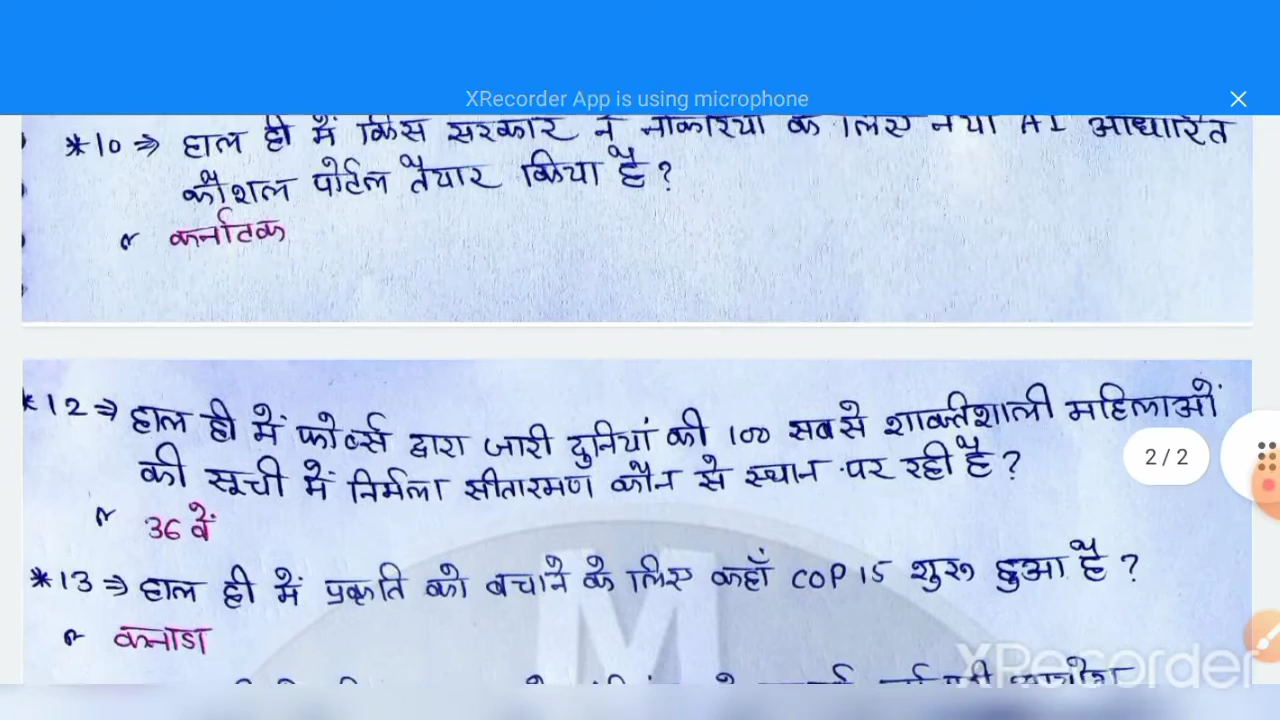 XRecorder App is using microphone
*10 ⇒ हाल ही में किस सरकार ने नौकरियों के लिए नया AI आधारित
कौशल पोर्टल तैयार किया है?
कर्नाटक
*12 ⇒ हाल ही में फोर्ब्स द्वारा जारी दुनियां की 100 सबसे शाक्तिशाली महिलाओं
की सूची में निर्मला सीतारमण कौन से स्थान पर रही है?
2/2
36 वें
*13 ⇒ हाल ही में प्रकृति को बचाने के लिए कहाँ COP 15 शुरू हुआ है?
कनाडा
M
XRecorder